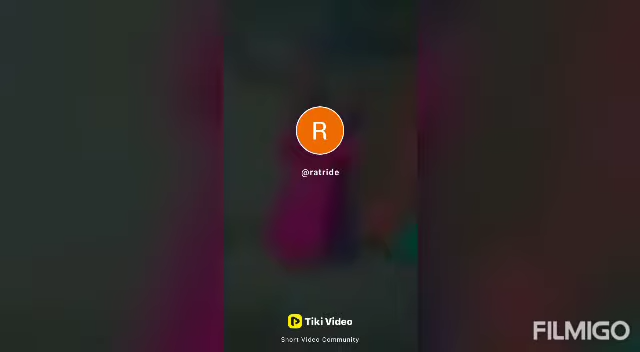 R
@ratride
Tiki Video
Short Video Community
FILMIGO